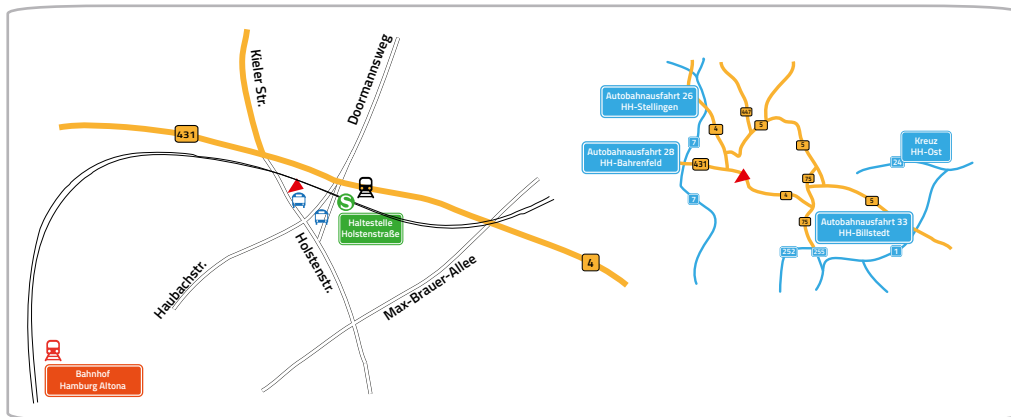 Kieler Str.
Doormannsweg
431
S
Haltestelle
Holstenstraße
Holstenstr.
Haubachstr.
Max-Brauer-Allee
4
Bahnhof
Hamburg Altona
Autobahnausfahrt 26
HH-Stellingen
4
447
5
7
Autobahnausfahrt 28
HH-Bahrenfeld
431
5
Kreuz
HH-Ost
24
75
4
5
7
75
Autobahnausfahrt 33
HH-Billstedt
252
255
1